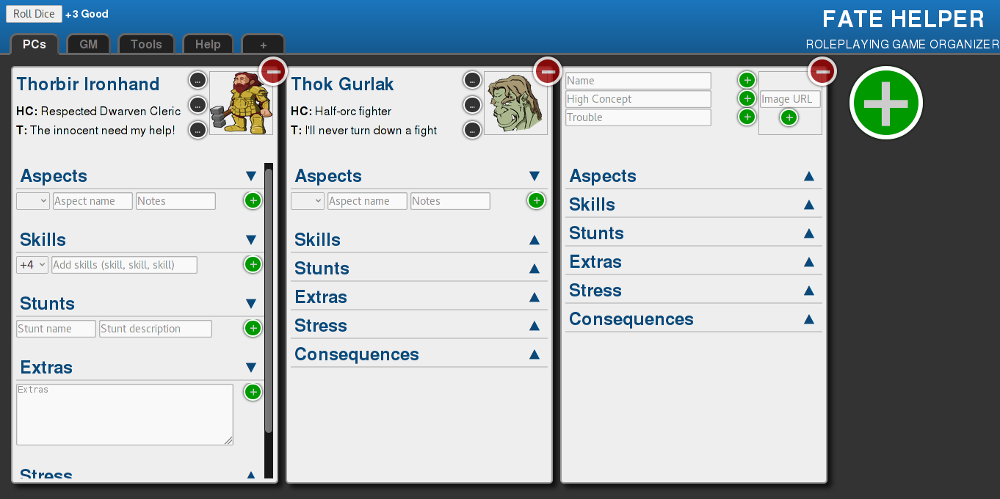 Roll Dice +3 Good
FATE HELPER
ROLEPLAYING GAME ORGANIZER
PCs GM Tools Help +
Thorbir Ironhand
HC: Respected Dwarven Cleric
T: The innocent need my help!
Aspects
Aspect name Notes
Skills
+4 Add skills (skill, skill, skill)
Stunts
Stunt name Stunt description
Extras
Extras
Stress
Thok Gurlak
HC: Half-orc fighter
T: I'll never turn down a fight
Aspects
Aspect name Notes
Skills
Stunts
Extras
Stress
Consequences
Name
High Concept
Trouble
Image URL
Aspects
Skills
Stunts
Extras
Stress
Consequences